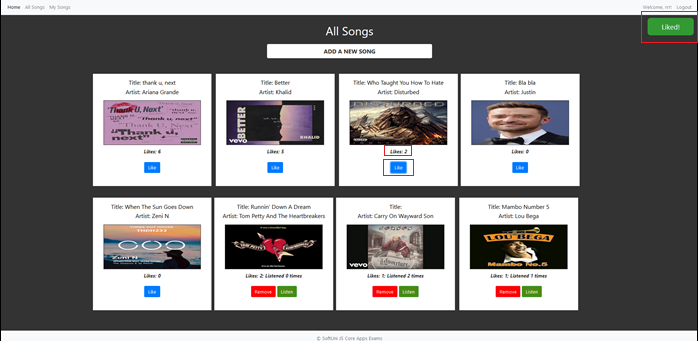 Home All Songs My Songs Welcome, rri! Logout
Liked!
All Songs
ADD A NEW SONG
Title: thank u, next
Artist: Ariana Grande
"Thank U, Next"
Likes: 6
Like
Title: Better
Artist: Khalid
BETTER
vevo
KHALID
Likes: 5
Like
Title: Who Taught You How To Hate
Artist: Disturbed
Likes: 2
Like
Title: Bla bla
Artist: Justin
Likes: 0
Like
Title: When The Sun Goes Down
Artist: Zeni N
Zeni N
Likes: 0
Like
Title: Runnin' Down A Dream
Artist: Tom Petty And The Heartbreakers
Likes: 2; Listened 0 times
Remove Listen
Title:
Artist: Carry On Wayward Son
vevo
Likes: 1; Listened 2 times
Remove Listen
Title: Mambo Number 5
Artist: Lou Bega
LOU BEGA
Mambo No.5
Likes: 1; Listened 1 times
Remove Listen
© SoftUni JS Core Apps Exams